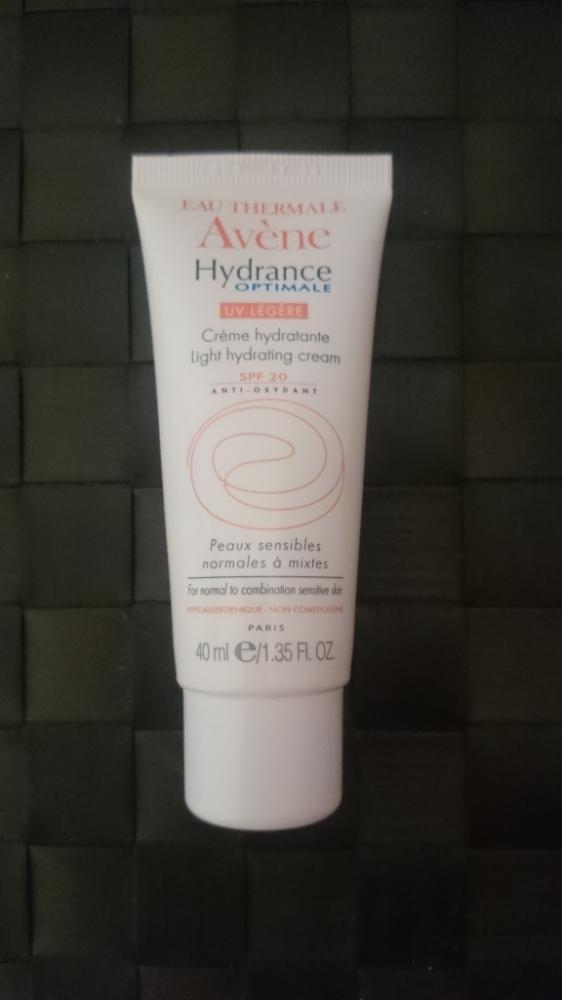 EAU THERMALE
Avène
Hydrance
OPTIMALE
UV LÉGÈRE
Crème hydratante
Light hydrating cream
SPF 20
ANTI-OXYDANT
Peaux sensibles
normales à mixtes
For normal to combination sensitive skin
HYPOALLERGENIQUE - NON COMEDOGENE
PARIS
40 ml e/1.35 Fl. OZ